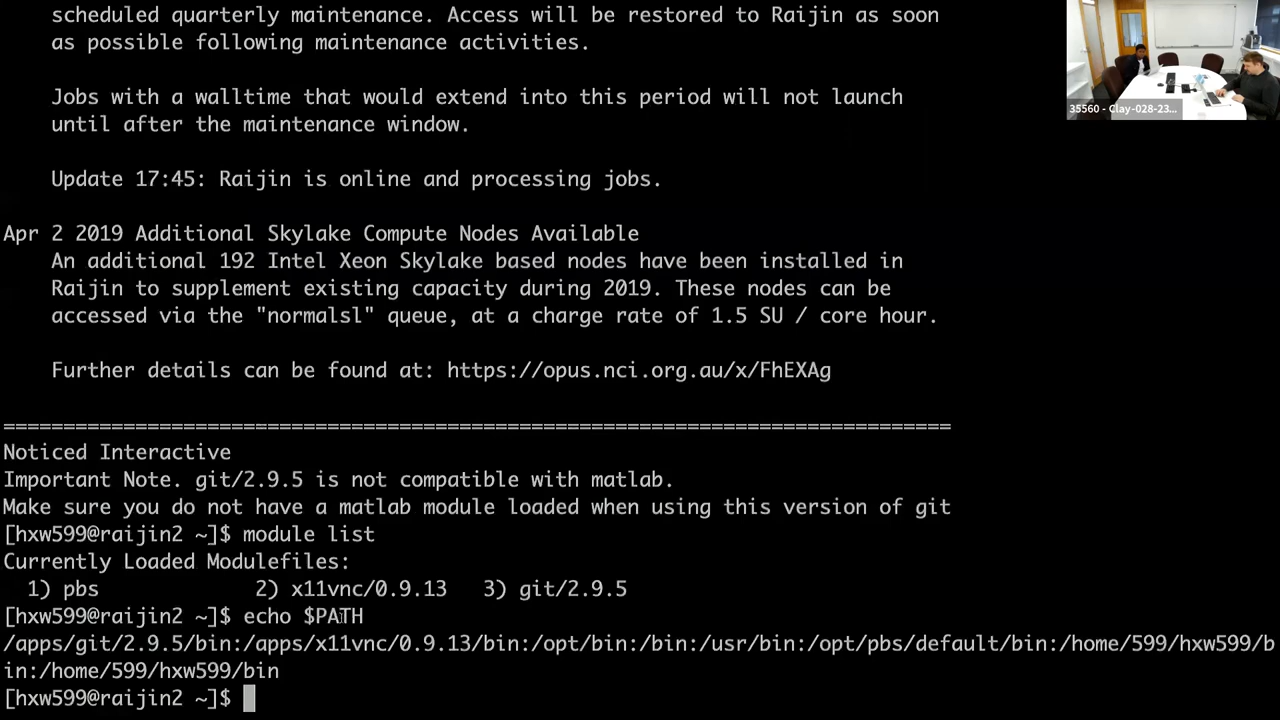 scheduled quarterly maintenance. Access will be restored to Raijin as soon
as possible following maintenance activities.
Jobs with a walltime that would extend into this period will not launch
until after the maintenance window.
Update 17:45: Raijin is online and processing jobs.
Apr 2 2019 Additional Skylake Compute Nodes Available
An additional 192 Intel Xeon Skylake based nodes have been installed in
Raijin to supplement existing capacity during 2019. These nodes can be
accessed via the "normalsl" queue, at a charge rate of 1.5 SU / core hour.
Further details can be found at: https://opus.nci.org.au/x/FhEXAg
===============================================================================
Noticed Interactive
Important Note. git/2.9.5 is not compatible with matlab.
Make sure you do not have a matlab module loaded when using this version of git
[hxw599@raijin2 ~]$ module list
Currently Loaded Modulefiles:
1) pbs 2) x11vnc/0.9.13 3) git/2.9.5
[hxw599@raijin2 ~]$ echo $PATH
/apps/git/2.9.5/bin:/apps/x11vnc/0.9.13/bin:/opt/bin:/bin:/usr/bin:/opt/pbs/default/bin:/home/599/hxw599/b
in:/home/599/hxw599/bin
[hxw599@raijin2 ~]$
35560 - Clay-028-23...